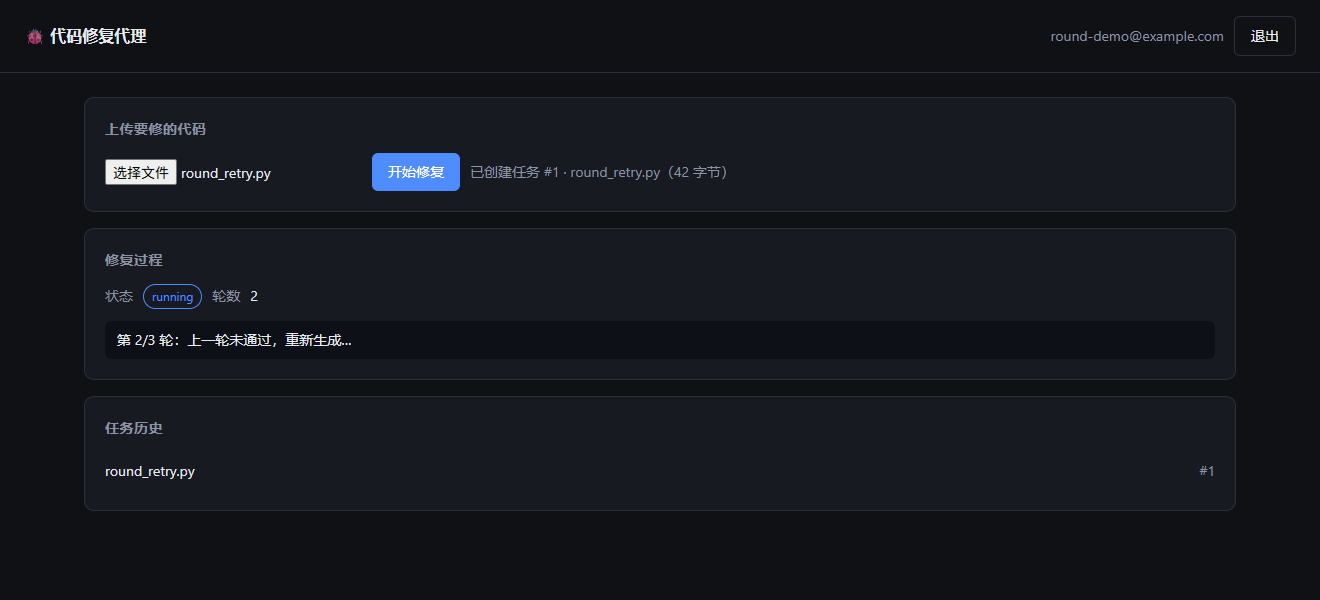 代码修复代理
round-demo@example.com 退出
上传要修的代码
选择文件 round_retry.py 开始修复 已创建任务 #1 · round_retry.py（42 字节）
修复过程
状态 running 轮数 2
第 2/3 轮：上一轮未通过，重新生成...
任务历史
round_retry.py #1